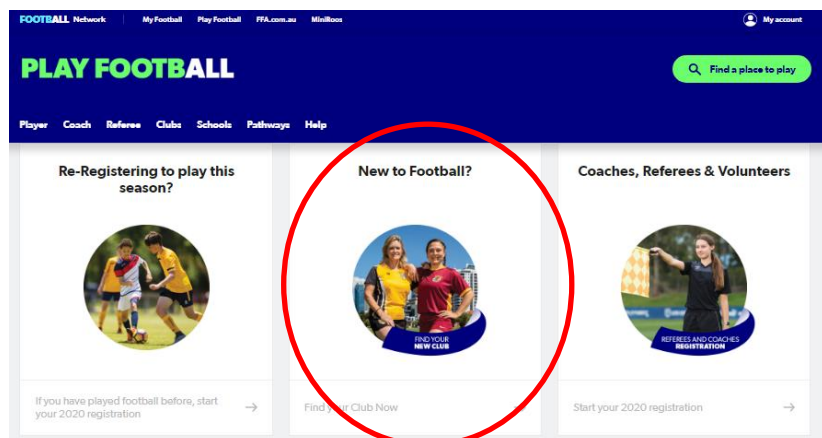 FOOTBALL Network My Football Play Football FFA.com.au MiniRoos My account
PLAY FOOTBALL
Find a place to play
Player Coach Referee Clubs Schools Pathways Help
Re-Registering to play this
season?
New to Football?
FIND YOUR
NEW CLUB
Coaches, Referees & Volunteers
REFEREES AND COACHES
REGISTRATION
If you have played football before, start
your 2020 registration
Find your Club Now
Start your 2020 registration